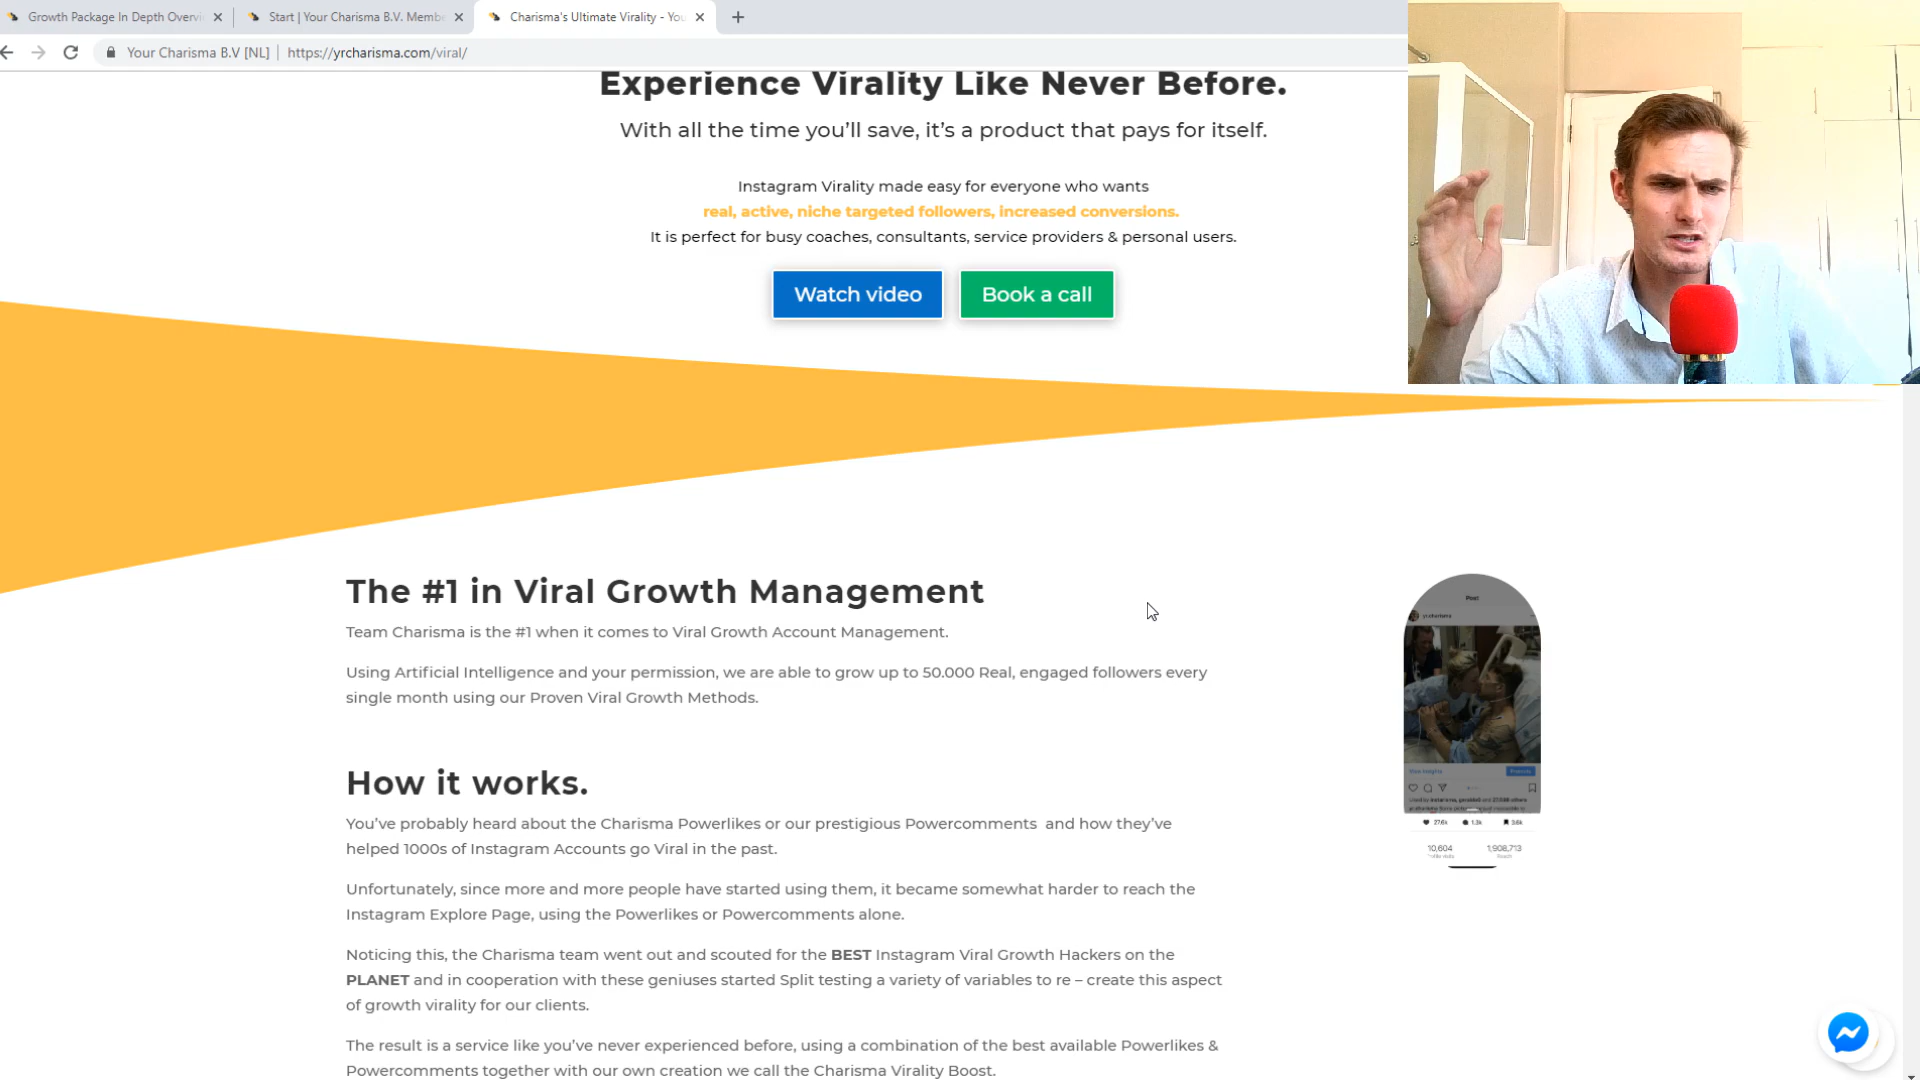 Growth Package In Depth Overvi
Start | Your Charisma B.V. Memb
Charisma's Ultimate Virality - You
Your Charisma B.V [NL] | https://yrcharisma.com/viral/
Experience Virality Like Never Before.
With all the time you’ll save, it’s a product that pays for itself.
Instagram Virality made easy for everyone who wants
real, active, niche targeted followers, increased conversions.
It is perfect for busy coaches, consultants, service providers & personal users.
Watch video
Book a call
The #1 in Viral Growth Management
Team Charisma is the #1 when it comes to Viral Growth Account Management.
Using Artificial Intelligence and your permission, we are able to grow up to 50.000 Real, engaged followers every
single month using our Proven Viral Growth Methods.
Post
View Insights
Promote
27.6k 1.3k 3.6k
10,604 1,908,713
Reach
How it works.
You’ve probably heard about the Charisma Powerlikes or our prestigious Powercomments and how they’ve
helped 1000s of Instagram Accounts go Viral in the past.
Unfortunately, since more and more people have started using them, it became somewhat harder to reach the
Instagram Explore Page, using the Powerlikes or Powercomments alone.
Noticing this, the Charisma team went out and scouted for the BEST Instagram Viral Growth Hackers on the
PLANET and in cooperation with these geniuses started Split testing a variety of variables to re – create this aspect
of growth virality for our clients.
The result is a service like you’ve never experienced before, using a combination of the best available Powerlikes &
Powercomments together with our own creation we call the Charisma Virality Boost.